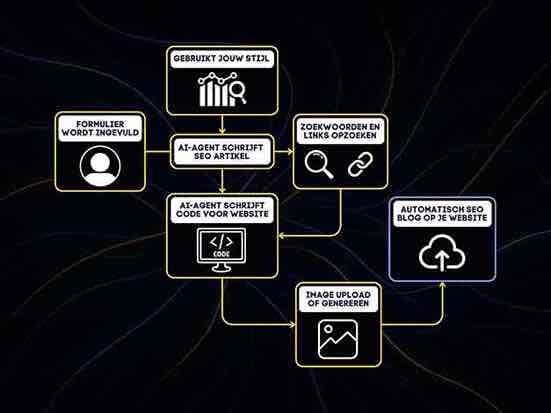 GEBRUIKT JOUW STIJL
FORMULIER
WORDT INGEVULD
AI-AGENT SCHRIJFT
SEO ARTIKEL
ZOEKWOORDEN EN
LINKS OPZOEKEN
AI-AGENT SCHRIJFT
CODE VOOR WEBSITE
</>
CODE
AUTOMATISCH SEO
BLOG OP JE WEBSITE
IMAGE UPLOAD
OF GENEREREN